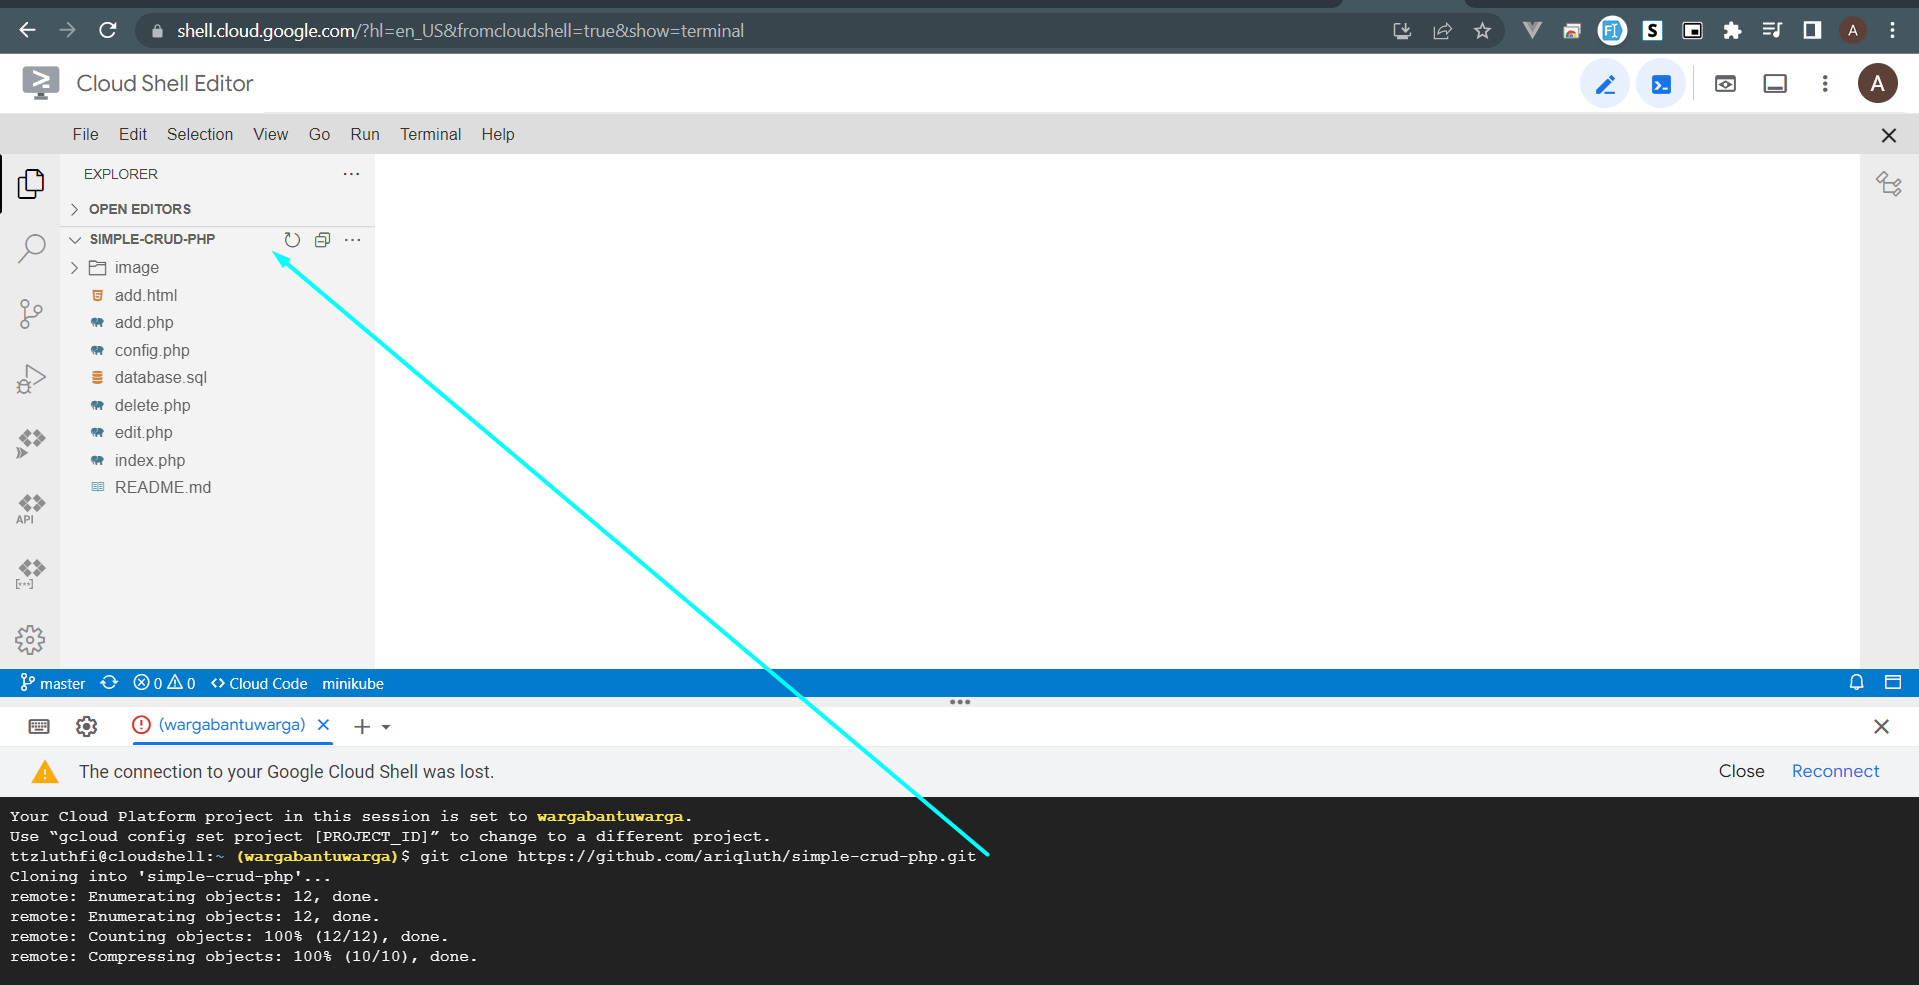 shell.cloud.google.com/?hl=en_US&fromcloudshell=true&show=terminal
FI
S
A
Cloud Shell Editor
A
File Edit Selection View Go Run Terminal Help
EXPLORER
OPEN EDITORS
SIMPLE-CRUD-PHP
image
add.html
add.php
config.php
database.sql
delete.php
edit.php
index.php
README.md
API
master 0 0 Cloud Code minikube
(wargabantuwarga)
The connection to your Google Cloud Shell was lost. Close Reconnect
Your Cloud Platform project in this session is set to wargabantuwarga.
Use “gcloud config set project [PROJECT_ID]” to change to a different project.
ttzluthfi@cloudshell:~ (wargabantuwarga)$ git clone https://github.com/ariqluth/simple-crud-php.git
Cloning into 'simple-crud-php'...
remote: Enumerating objects: 12, done.
remote: Enumerating objects: 12, done.
remote: Counting objects: 100% (12/12), done.
remote: Compressing objects: 100% (10/10), done.